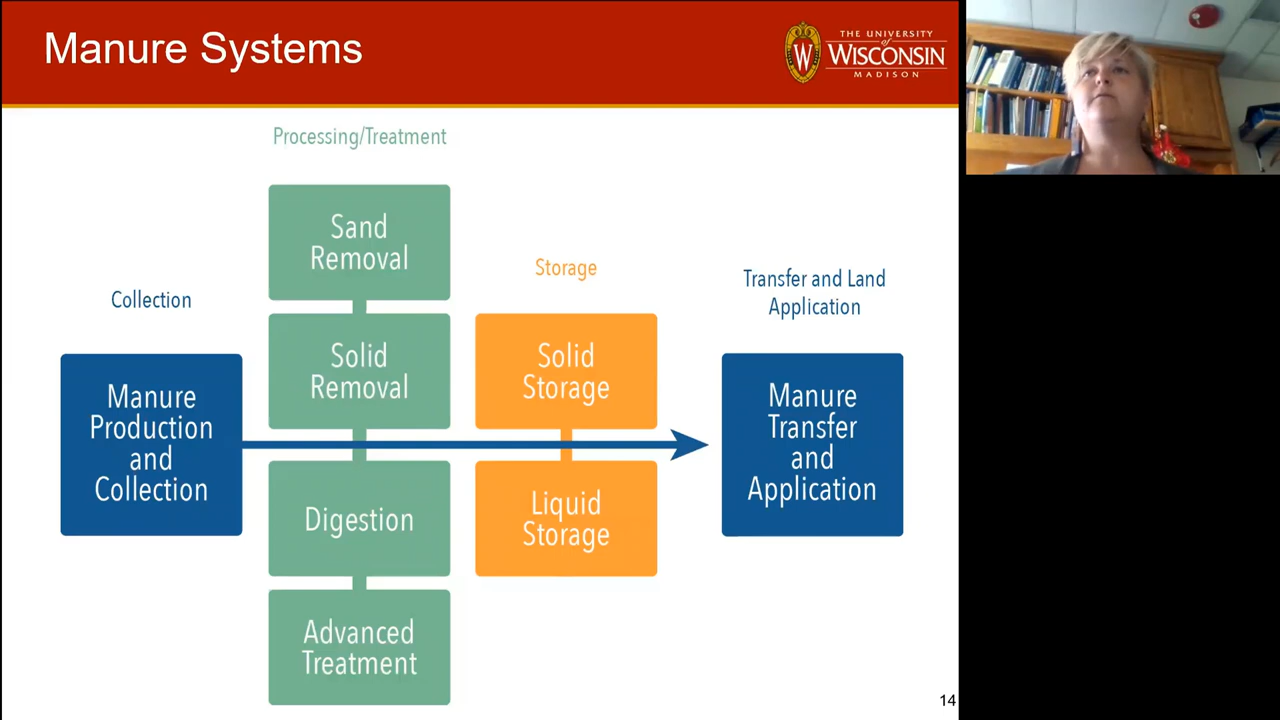 Manure Systems
THE UNIVERSITY
of
WISCONSIN
MADISON
W
Processing/Treatment
Sand
Removal
Storage
Transfer and Land
Application
Collection
Solid
Removal
Solid
Storage
Manure
Production
and
Collection
Manure
Transfer
and
Application
Digestion
Liquid
Storage
Advanced
Treatment
14